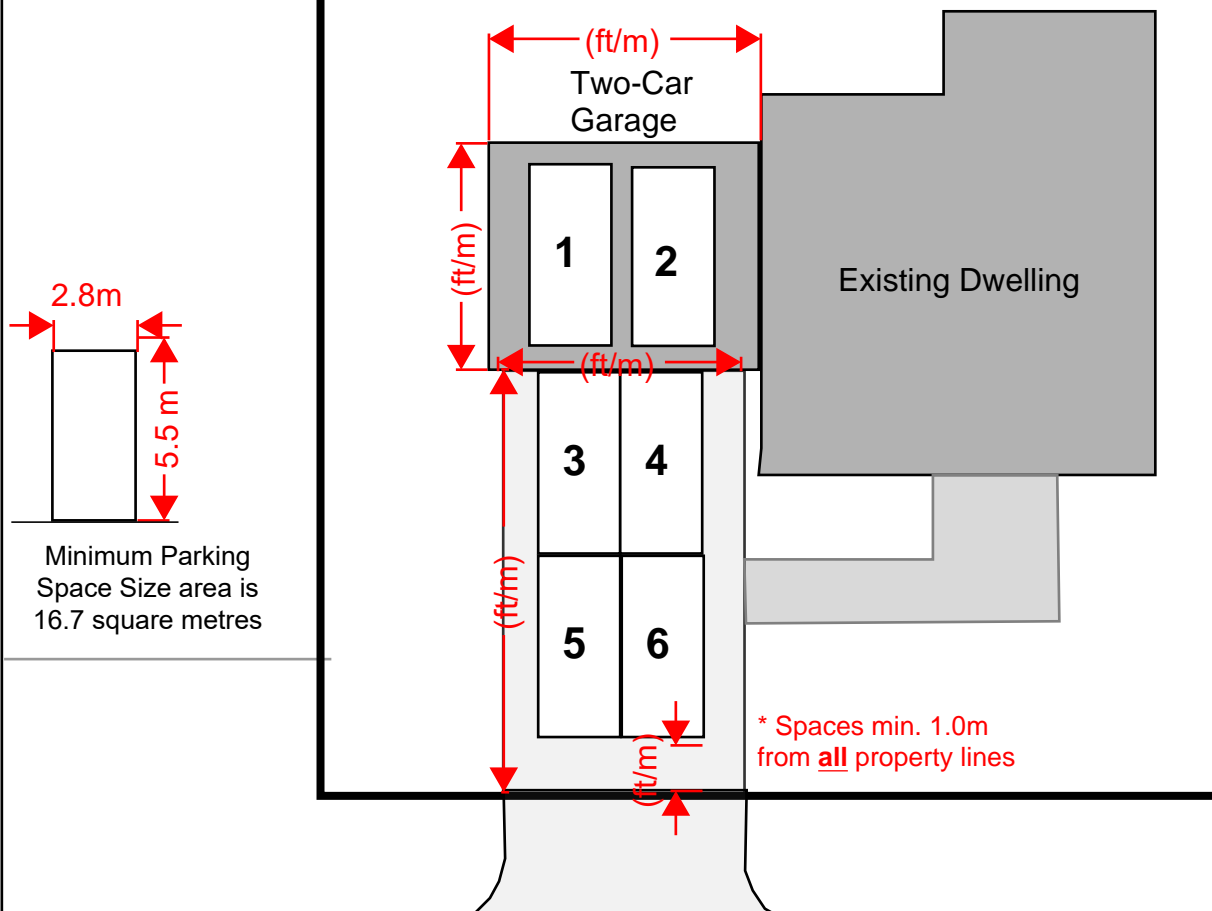 (ft/m)
Two-Car
Garage
(ft/m)
1
2
Existing Dwelling
2.8m
5.5 m
(ft/m)
3
4
Minimum Parking
Space Size area is
16.7 square metres
(ft/m)
5
6
* Spaces min. 1.0m
from all property lines
(ft/m)